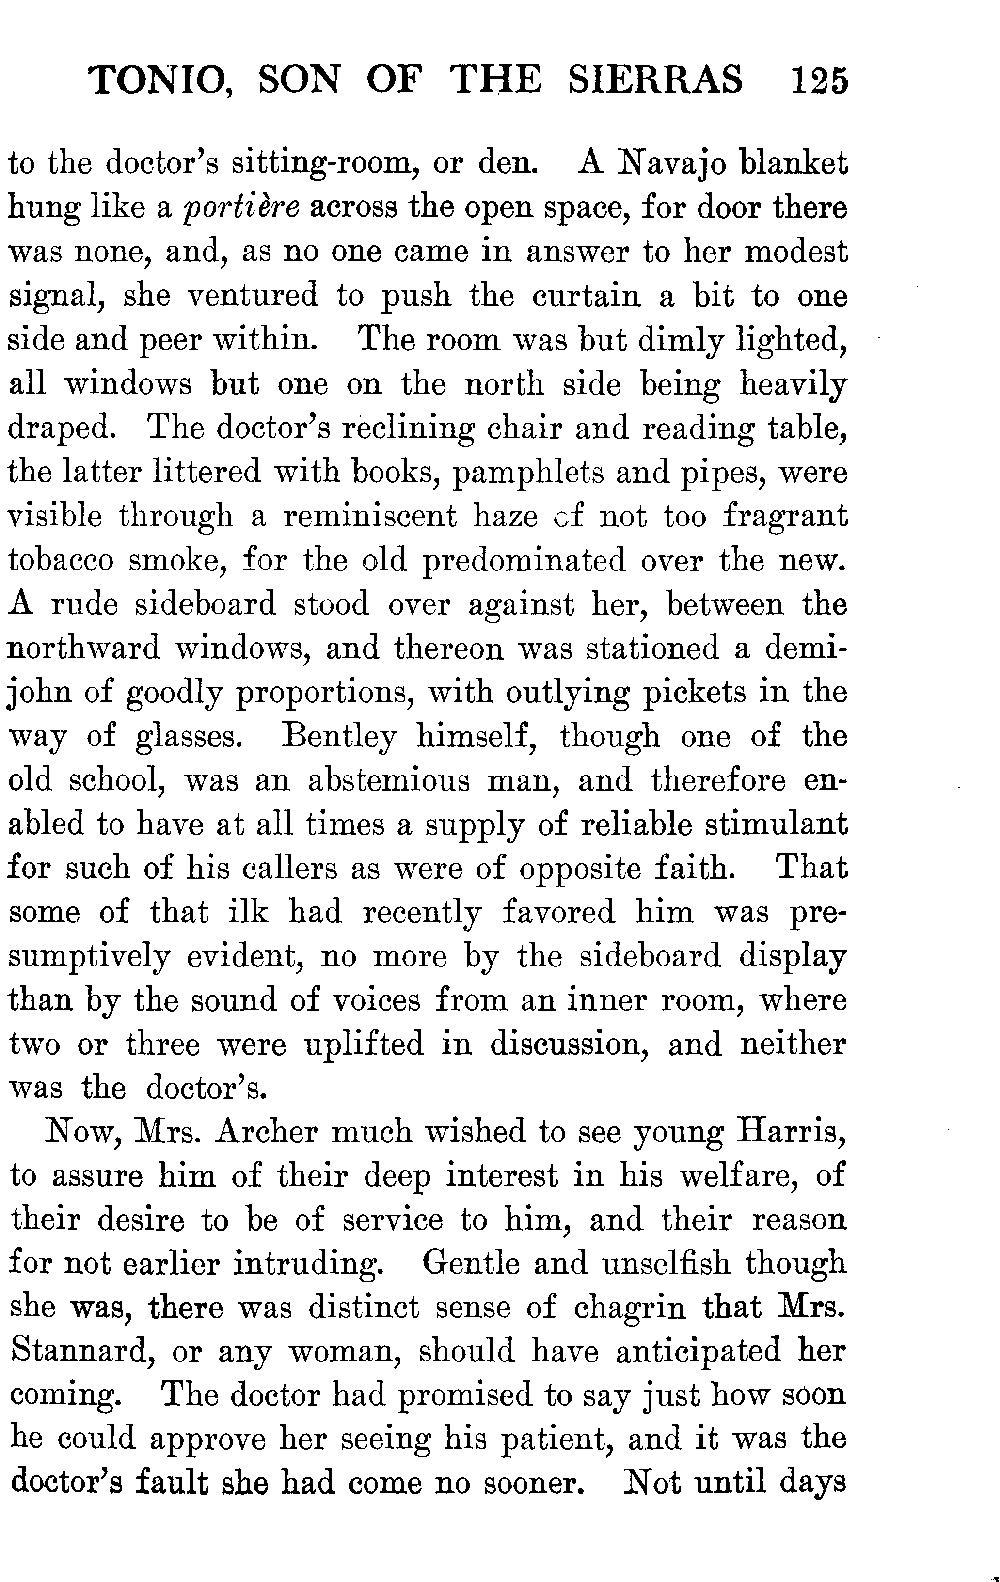 TONIO, SON OF THE SIERRAS 125
to the doctor's sitting-room, or den. A Navajo blanket
hung like a portière across the open space, for door there
was none, and, as no one came in answer to her modest
signal, she ventured to push the curtain a bit to one
side and peer within. The room was but dimly lighted,
all windows but one on the north side being heavily
draped. The doctor's reclining chair and reading table,
the latter littered with books, pamphlets and pipes, were
visible through a reminiscent haze of not too fragrant
tobacco smoke, for the old predominated over the new.
A rude sideboard stood over against her, between the
northward windows, and thereon was stationed a demi-
john of goodly proportions, with outlying pickets in the
way of glasses. Bentley himself, though one of the
old school, was an abstemious man, and therefore en-
abled to have at all times a supply of reliable stimulant
for such of his callers as were of opposite faith. That
some of that ilk had recently favored him was pre-
sumptively evident, no more by the sideboard display
than by the sound of voices from an inner room, where
two or three were uplifted in discussion, and neither
was the doctor's.
Now, Mrs. Archer much wished to see young Harris,
to assure him of their deep interest in his welfare, of
their desire to be of service to him, and their reason
for not earlier intruding. Gentle and unselfish though
she was, there was distinct sense of chagrin that Mrs.
Stannard, or any woman, should have anticipated her
coming. The doctor had promised to say just how soon
he could approve her seeing his patient, and it was the
doctor's fault she had come no sooner. Not until days